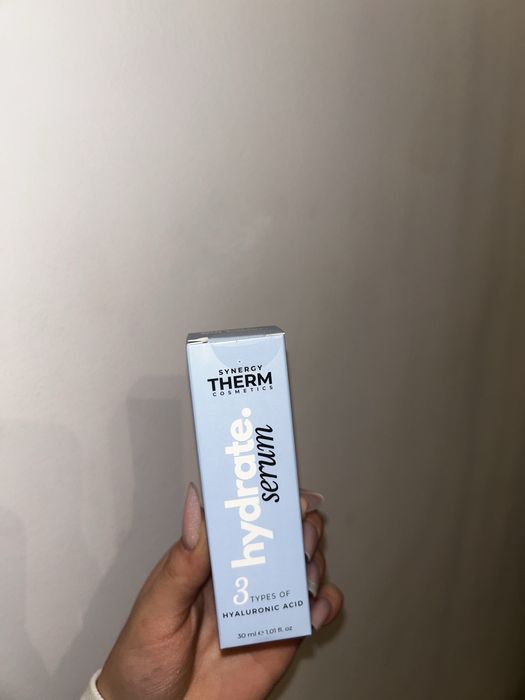 SYNERGY
THERM
COSMETICS
hydrate.
serum
3 TYPES OF
HYALURONIC ACID
30 ml e 1,01 fl. oz